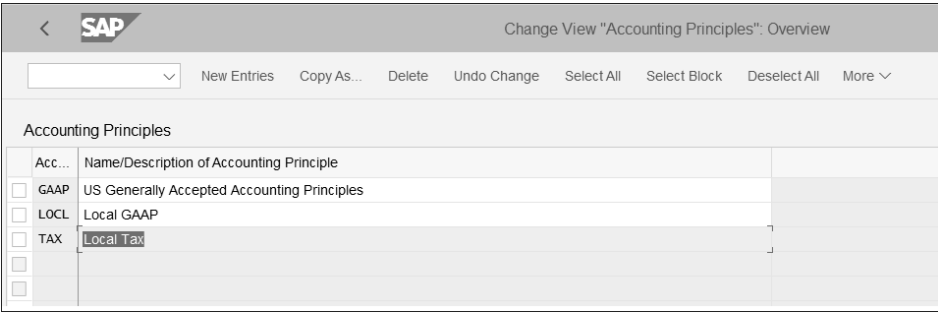 SAP Change View "Accounting Principles": Overview
New Entries Copy As... Delete Undo Change Select All Select Block Deselect All More
Accounting Principles
Acc... Name/Description of Accounting Principle
GAAP US Generally Accepted Accounting Principles
LOCL Local GAAP
TAX Local Tax